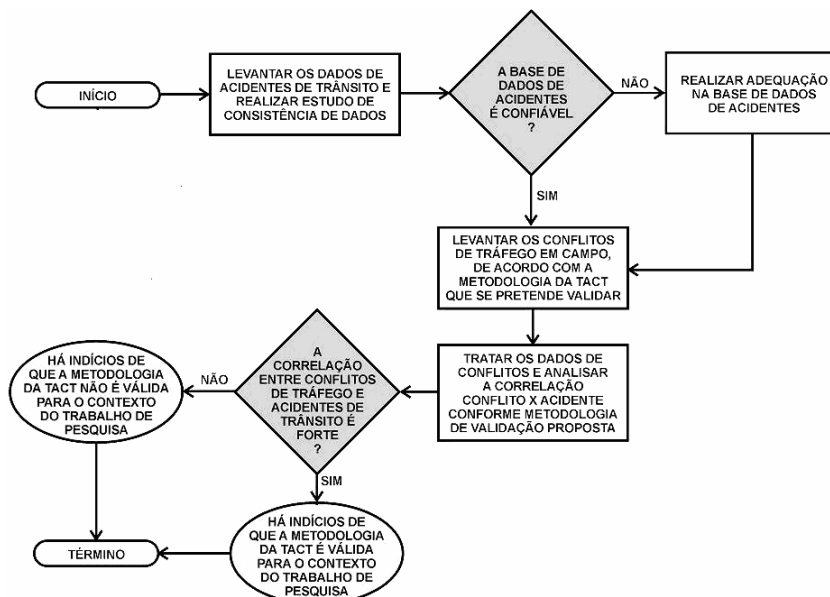 INÍCIO
LEVANTAR OS DADOS DE
ACIDENTES DE TRÂNSITO E
REALIZAR ESTUDO DE
CONSISTÊNCIA DE DADOS
A BASE DE
DADOS DE
ACIDENTES
É CONFIÁVEL
?
NÃO
REALIZAR ADEQUAÇÃO
NA BASE DE DADOS
DE ACIDENTES
SIM
LEVANTAR OS CONFLITOS
DE TRÁFEGO EM CAMPO,
DE ACORDO COM A
METODOLOGIA DA TACT
QUE SE PRETENDE VALIDAR
TRATAR OS DADOS DE
CONFLITOS E ANALISAR
A CORRELAÇÃO
CONFLITO X ACIDENTE
CONFORME METODOLOGIA
DE VALIDAÇÃO PROPOSTA
A
CORRELAÇÃO
ENTRE CONFLITOS
DE TRÁFEGO E
ACIDENTES DE
TRÂNSITO É
FORTE
?
NÃO
HÁ INDÍCIOS DE
QUE A METODOLOGIA
DA TACT NÃO É VÁLIDA
PARA O CONTEXTO
DO TRABALHO DE
PESQUISA
SIM
HÁ INDÍCIOS DE
QUE A METODOLOGIA
DA TACT É VÁLIDA
PARA O CONTEXTO
DO TRABALHO DE
PESQUISA
TÉRMINO